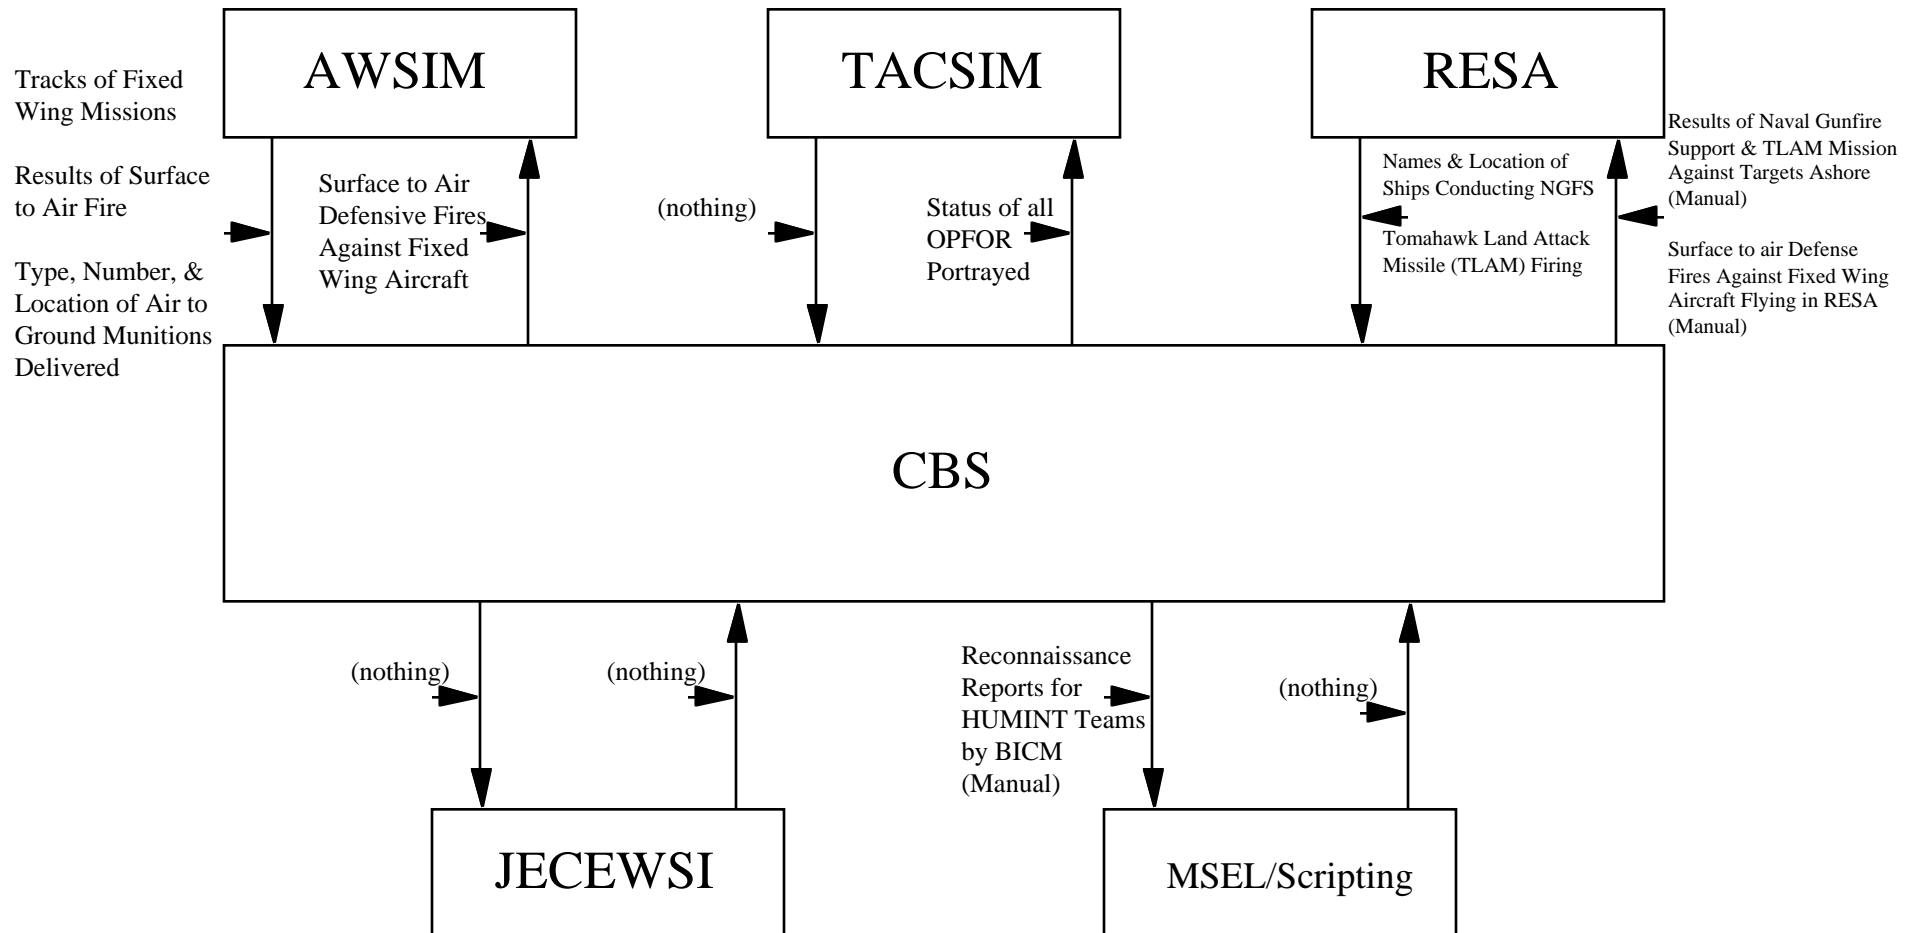 AWSIM
TACSIM
RESA
Tracks of Fixed
Wing Missions
Results of Surface
to Air Fire
Type, Number, &
Location of Air to
Ground Munitions
Delivered
Surface to Air
Defensive Fires
Against Fixed
Wing Aircraft
(nothing)
Status of all
OPFOR
Portrayed
Names & Location of
Ships Conducting NGFS
Tomahawk Land Attack
Missile (TLAM) Firing
Results of Naval Gunfire
Support & TLAM Mission
Against Targets Ashore
(Manual)
Surface to air Defense
Fires Against Fixed Wing
Aircraft Flying in RESA
(Manual)
CBS
(nothing)
(nothing)
Reconnaissance
Reports for
HUMINT Teams
by BICM
(Manual)
(nothing)
JECEWSI
MSEL/Scripting